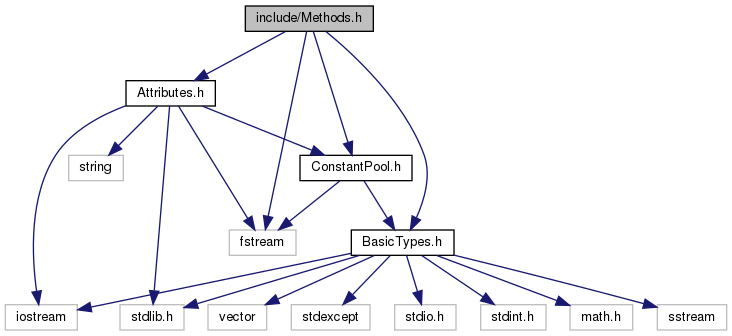 include/Methods.h
Attributes.h
string
ConstantPool.h
fstream
BasicTypes.h
iostream
stdlib.h
vector
stdexcept
stdio.h
stdint.h
math.h
sstream